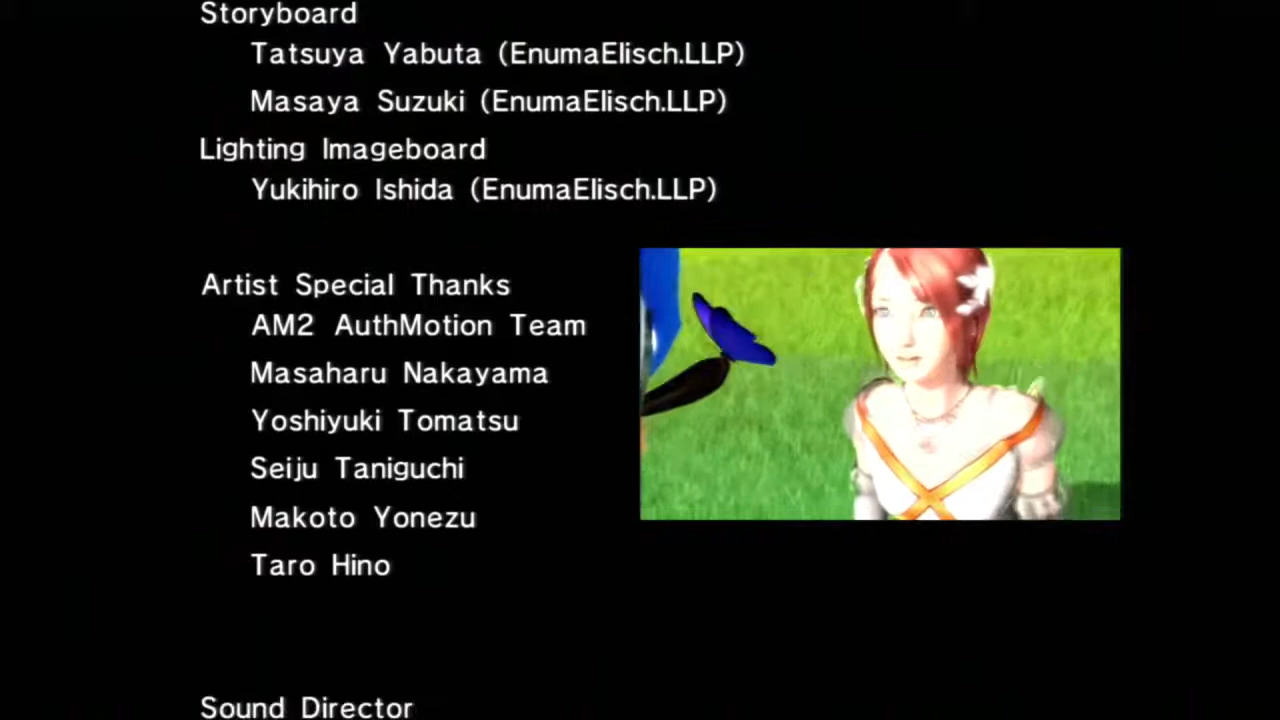 Storyboard
Tatsuya Yabuta (EnumaElisch.LLP)
Masaya Suzuki (EnumaElisch.LLP)
Lighting Imageboard
Yukihiro Ishida (EnumaElisch.LLP)
Artist Special Thanks
AM2 AuthMotion Team
Masaharu Nakayama
Yoshiyuki Tomatsu
Seiju Taniguchi
Makoto Yonezu
Taro Hino
Sound Director